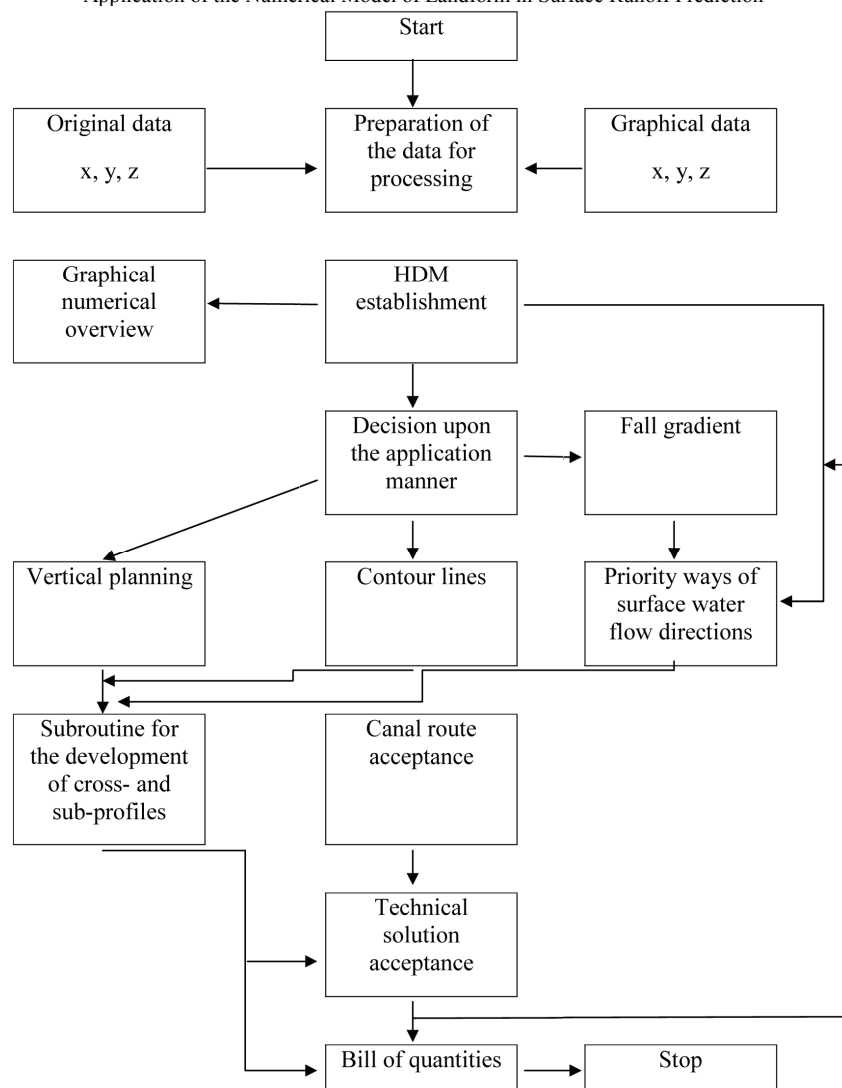 Application of the Numerical Model of Landform in Surface Runoff Prediction
Start
Original data
x, y, z
Preparation of
the data for
processing
Graphical data
x, y, z
Graphical
numerical
overview
HDM
establishment
Decision upon
the application
manner
Fall gradient
Vertical planning
Contour lines
Priority ways of
surface water
flow directions
Subroutine for
the development
of cross- and
sub-profiles
Canal route
acceptance
Technical
solution
acceptance
Bill of quantities
Stop